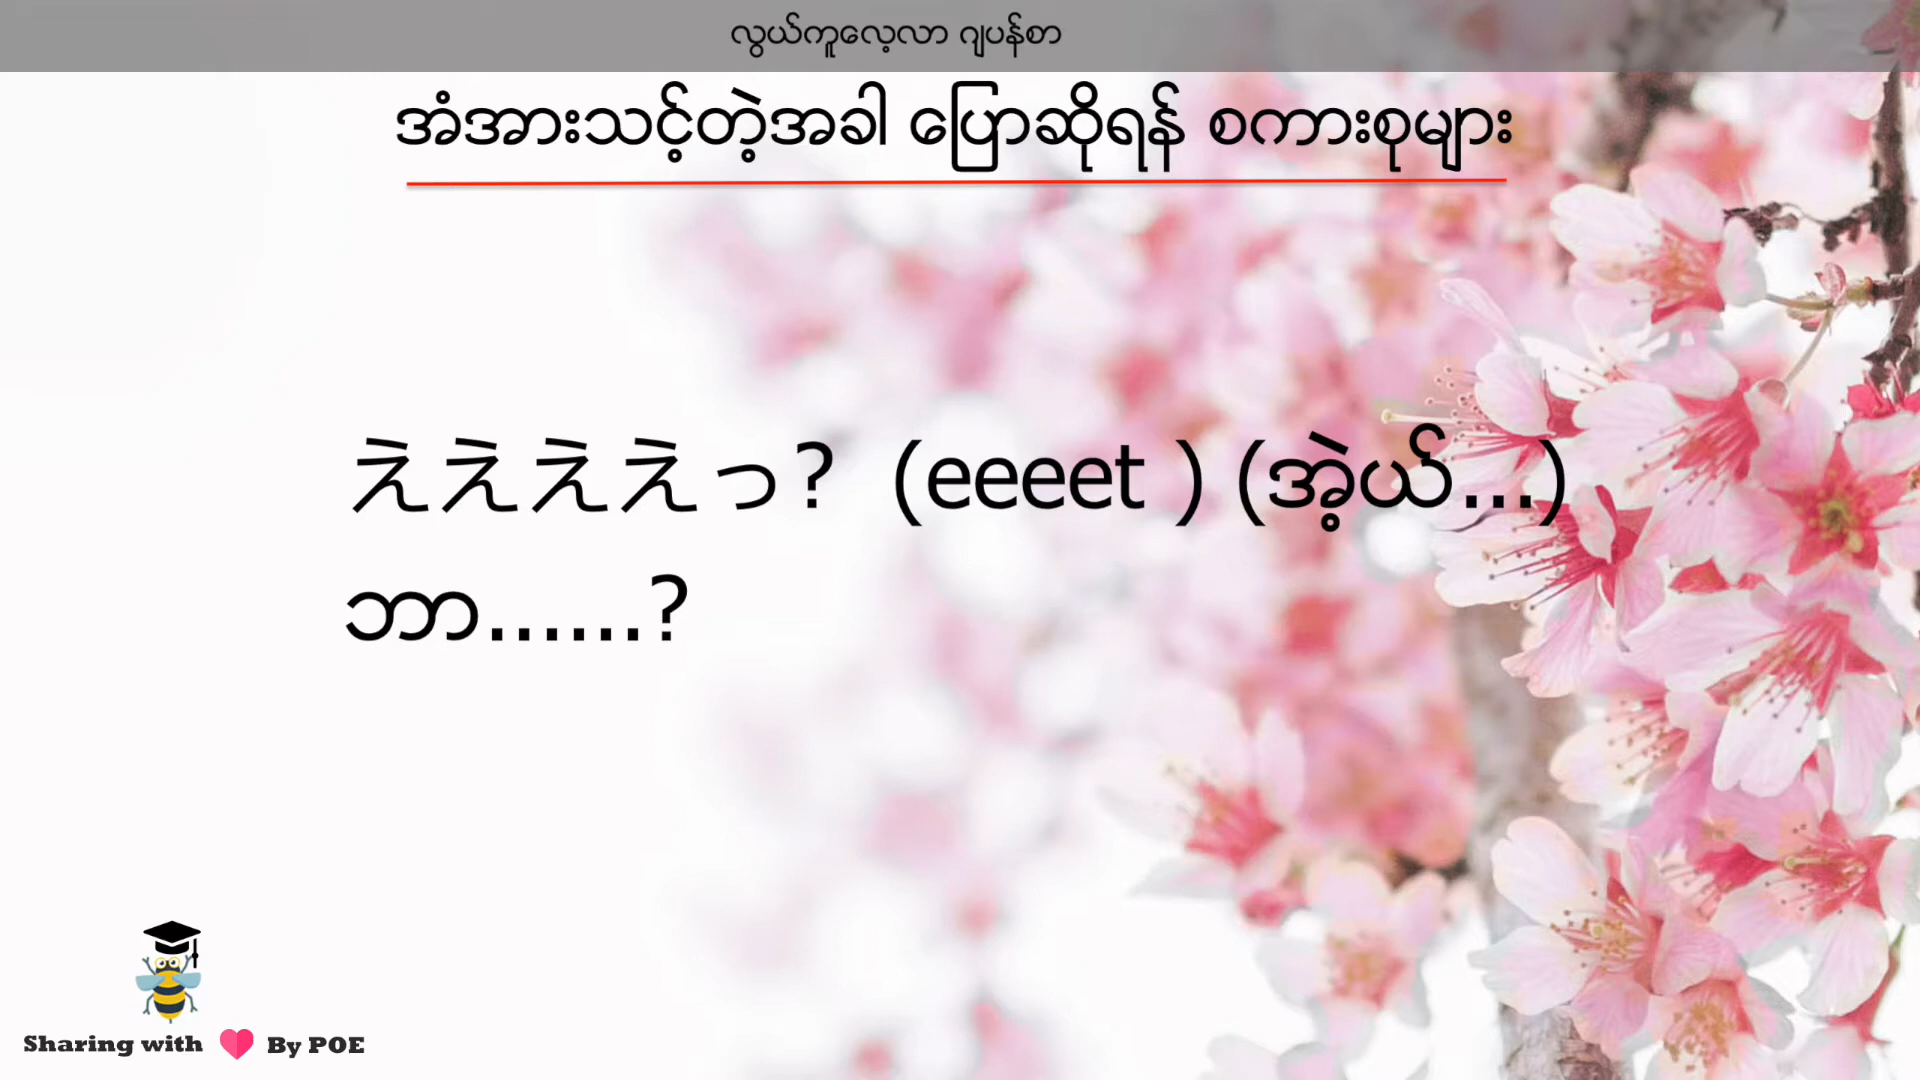 လွယ်ကူလေ့လာ ဂျပန်စာ
အံအားသင့်တဲ့အခါ ပြောဆိုရန် စကားစုများ
ええええっ? (eeeet ) (အဲ့ယ်...)
ဘာ......?
Sharing with ❤ By POE